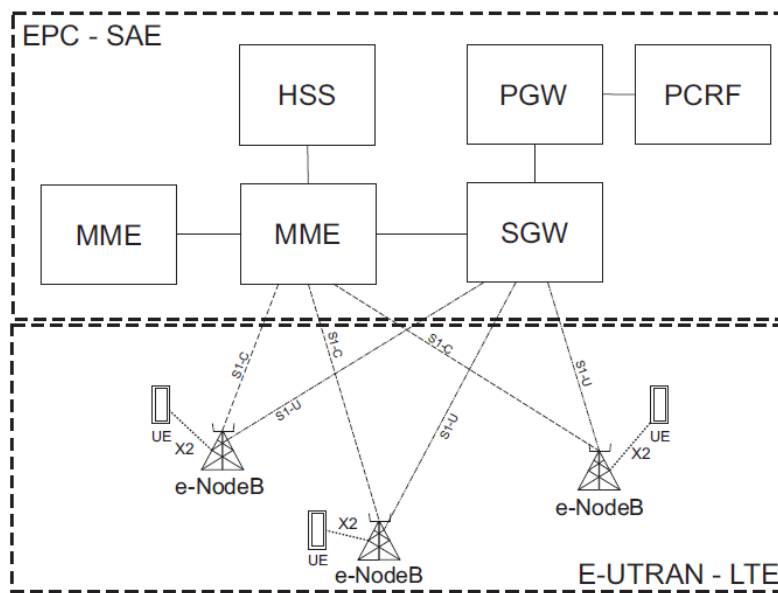 EPC - SAE
HSS
PGW
PCRF
MME
MME
SGW
S1-C
S1-C
S1-C
S1-U
S1-U
S1-U
UE
X2
e-NodeB
UE
X2
e-NodeB
UE
X2
e-NodeB
E-UTRAN - LTE